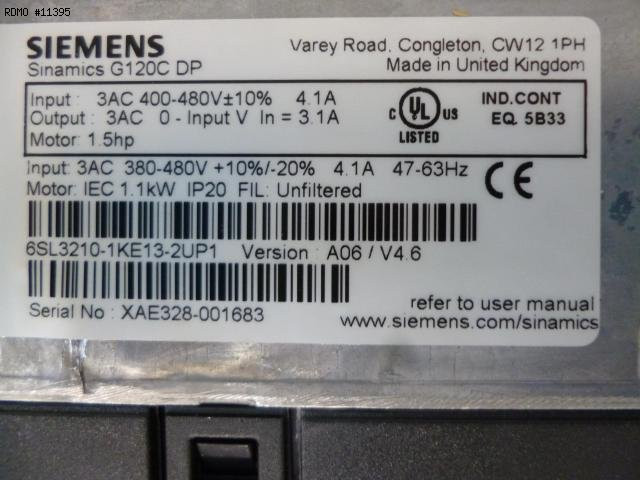 RDMO #11395
SIEMENS
Sinamics G120C DP
Varey Road, Congleton, CW12 1PH
Made in United Kingdom
Input : 3AC 400-480V±10% 4.1A
Output : 3AC 0 - Input V In = 3.1A
Motor: 1.5hp
C UL US
LISTED
IND.CONT
EQ. 5B33
Input: 3AC 380-480V +10%/-20% 4.1A 47-63Hz
Motor: IEC 1.1kW IP20 FIL: Unfiltered
CE
6SL3210-1KE13-2UP1 Version : A06 / V4.6
Serial No : XAE328-001683
refer to user manual
www.siemens.com/sinamics